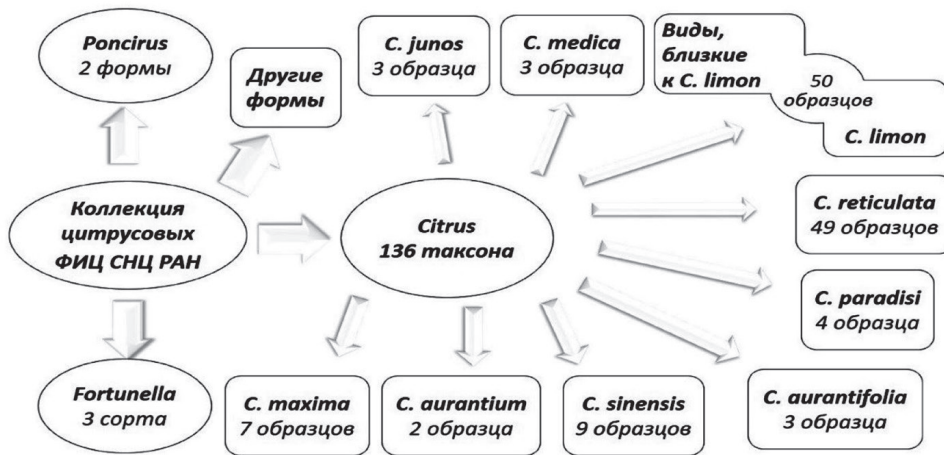 Poncirus
2 формы
Другие
формы
C. junos
3 образца
C. medica
3 образца
Виды,
близкие
к C. limon
50
образцов
C. limon
Коллекция
цитрусовых
ФИЦ СНЦ РАН
Citrus
136 таксона
C. reticulata
49 образцов
C. paradisi
4 образца
Fortunella
3 сорта
C. maxima
7 образцов
C. aurantium
2 образца
C. sinensis
9 образцов
C. aurantifolia
3 образца